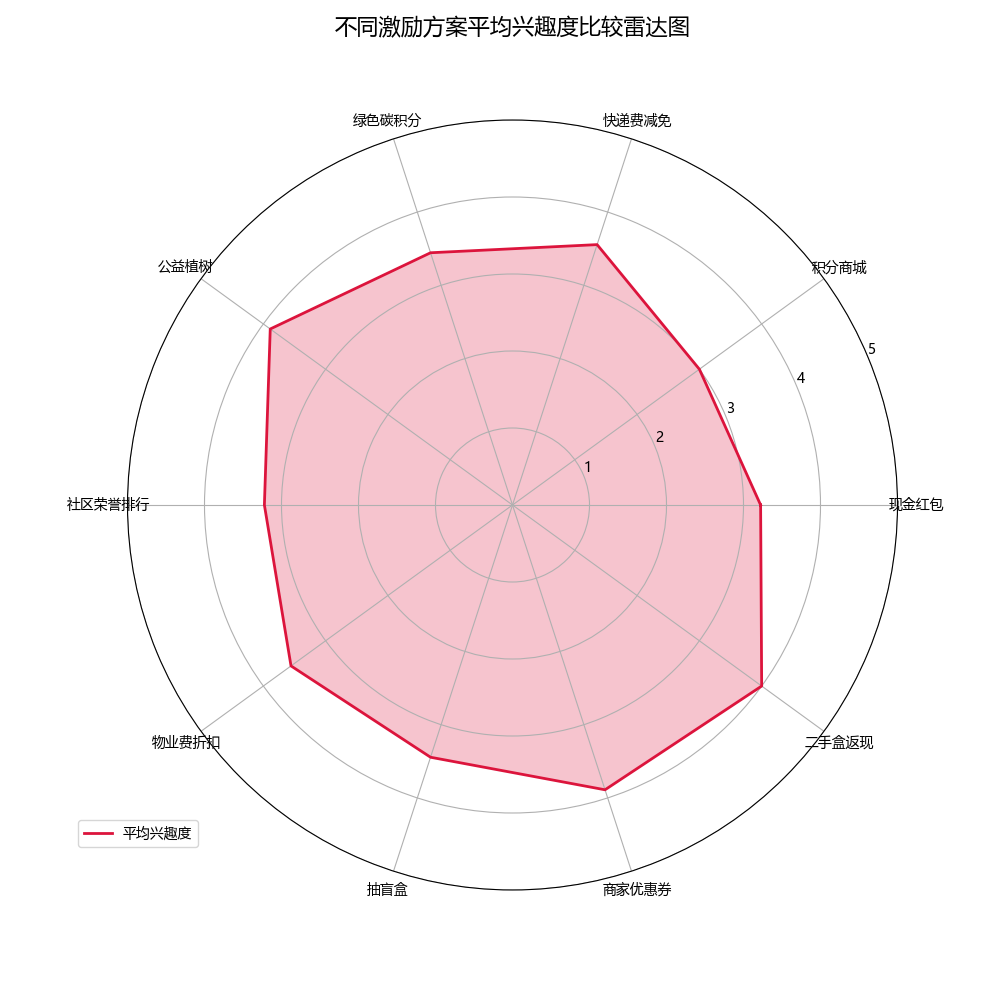 不同激励方案平均兴趣度比较雷达图
绿色碳积分
快递费减免
公益植树
积分商城
5
4
3
2
1
社区荣誉排行
现金红包
物业费折扣
二手盒返现
平均兴趣度
抽盲盒
商家优惠券